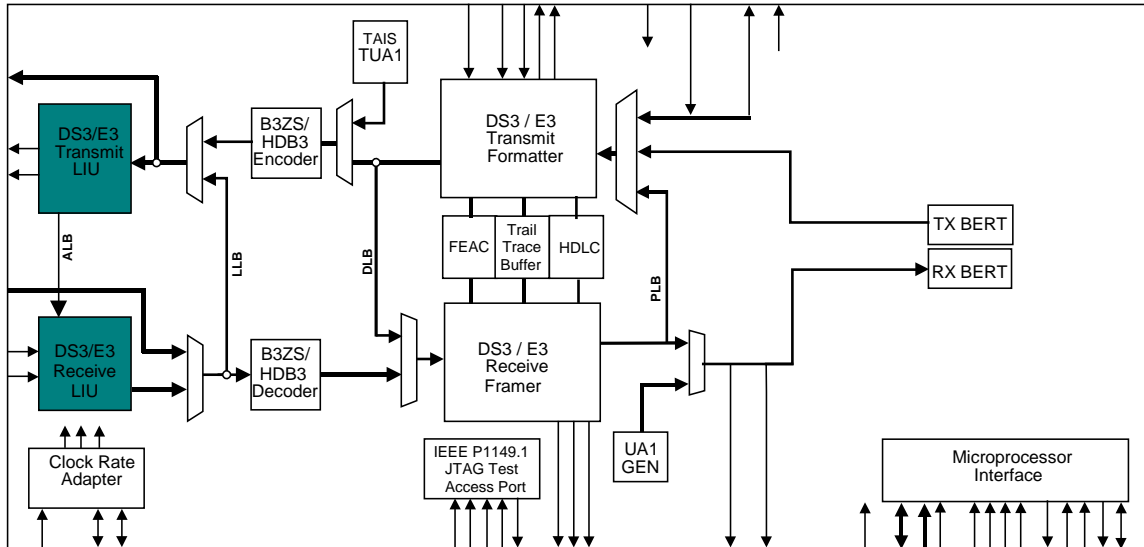 TAIS
TUA1
DS3/E3
Transmit
LIU
B3ZS/
HDB3
Encoder
DS3 / E3
Transmit
Formatter
TX BERT
RX BERT
FEAC
Trail
Trace
Buffer
HDLC
ALB
LLB
DLB
PLB
DS3/E3
Receive
LIU
B3ZS/
HDB3
Decoder
DS3 / E3
Receive
Framer
UA1
GEN
Clock Rate
Adapter
IEEE P1149.1
JTAG Test
Access Port
Microprocessor
Interface